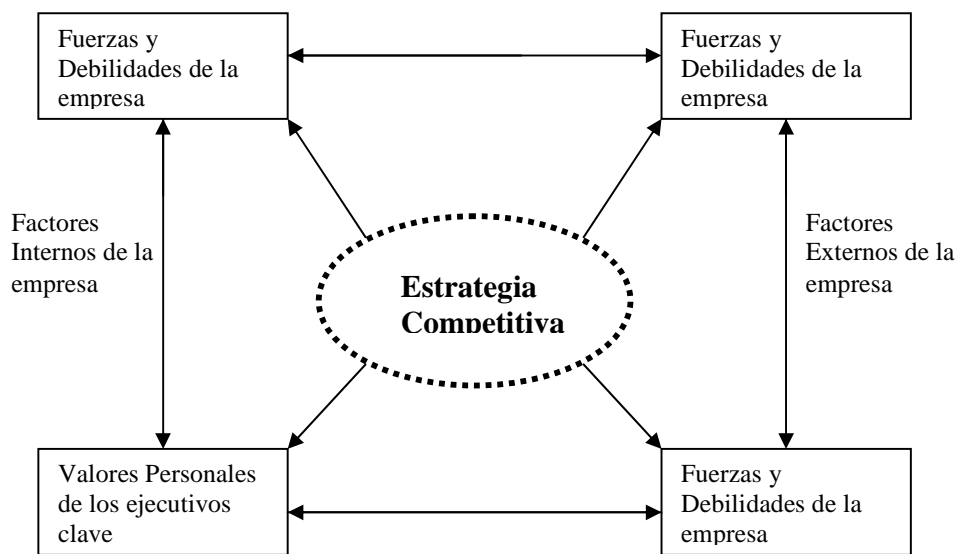 Fuerzas y
Debilidades de la
empresa
Fuerzas y
Debilidades de la
empresa
Factores
Internos de la
empresa
Estrategia
Competitiva
Factores
Externos de la
empresa
Valores Personales
de los ejecutivos
clave
Fuerzas y
Debilidades de la
empresa